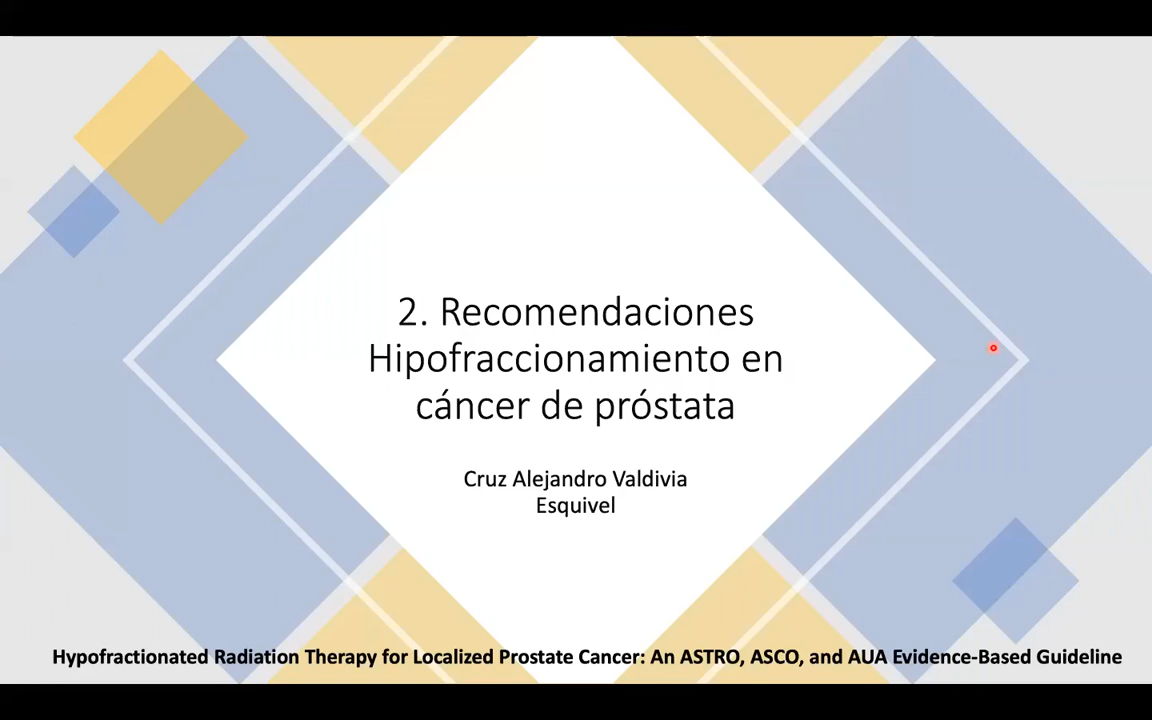 2. Recomendaciones
Hipofraccionamiento en
cáncer de próstata
Cruz Alejandro Valdivia
Esquivel
Hypofractionated Radiation Therapy for Localized Prostate Cancer: An ASTRO, ASCO, and AUA Evidence-Based Guideline